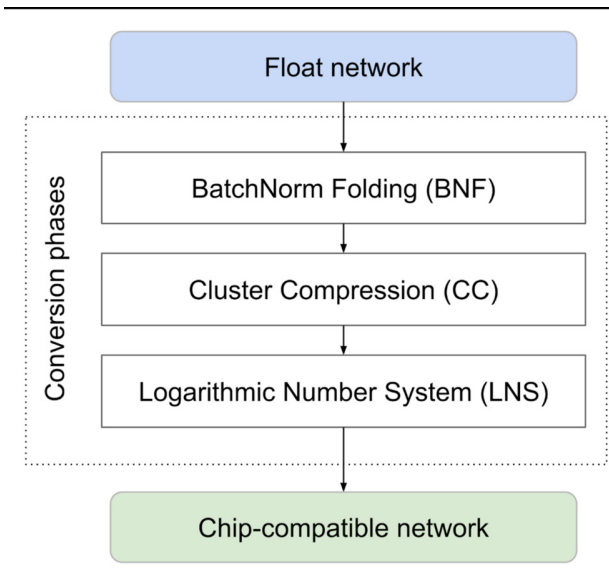 Float network
Conversion phases
BatchNorm Folding (BNF)
Cluster Compression (CC)
Logarithmic Number System (LNS)
Chip-compatible network